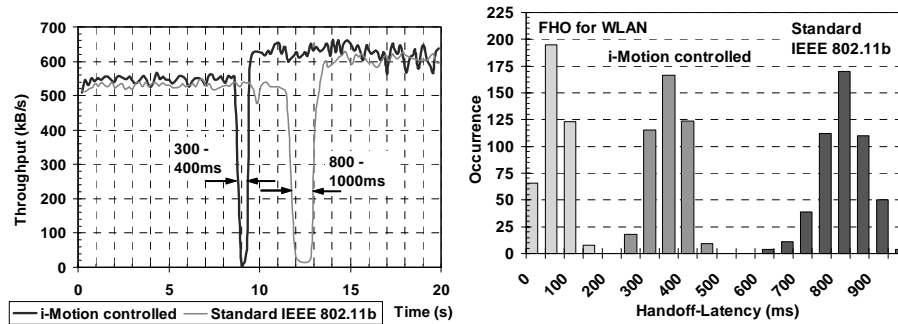 Throughput (kB/s)
700
600
500
400
300
200
100
0
300 -
400ms
800 -
1000ms
0
5
10
15
20
Time (s)
i-Motion controlled
Standard IEEE 802.11b
Occurrence
225
200
175
150
125
100
75
50
25
0
FHO for WLAN
i-Motion controlled
Standard
IEEE 802.11b
0
100
200
300
400
500
600
700
800
900
Handoff-Latency (ms)